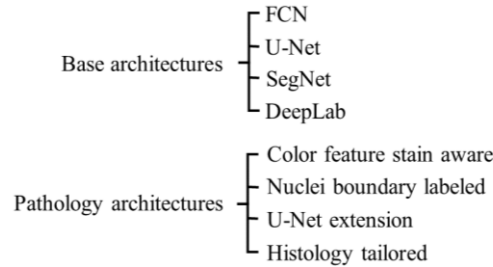 Base architectures
FCN
U-Net
SegNet
DeepLab
Pathology architectures
Color feature stain aware
Nuclei boundary labeled
U-Net extension
Histology tailored